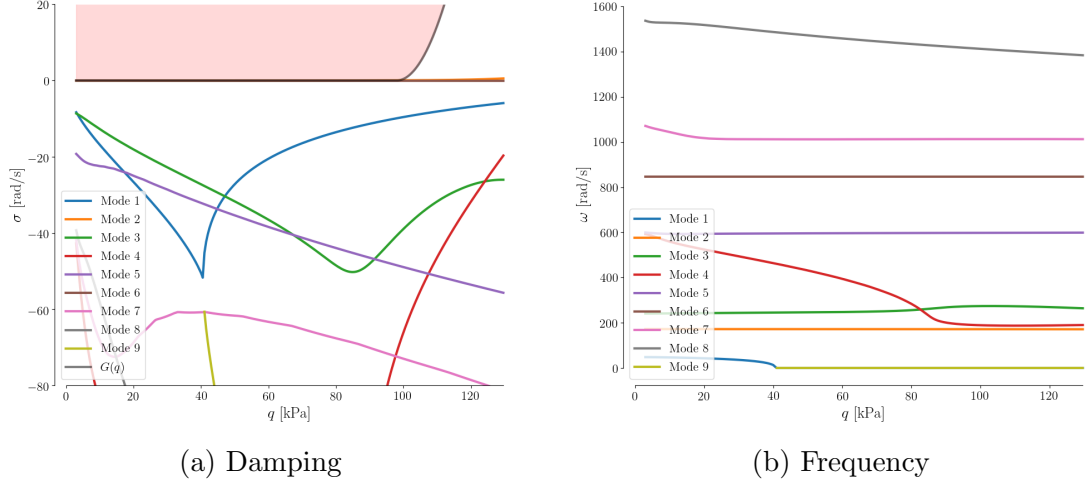 20
0
−20
−40
−60
−80
σ [rad/s]
0
20
40
60
80
100
120
q [kPa]
Mode 1
Mode 2
Mode 3
Mode 4
Mode 5
Mode 6
Mode 7
Mode 8
Mode 9
G(q)
(a) Damping
1600
1400
1200
1000
800
600
400
200
0
ω [rad/s]
0
20
40
60
80
100
120
q [kPa]
Mode 1
Mode 2
Mode 3
Mode 4
Mode 5
Mode 6
Mode 7
Mode 8
Mode 9
(b) Frequency